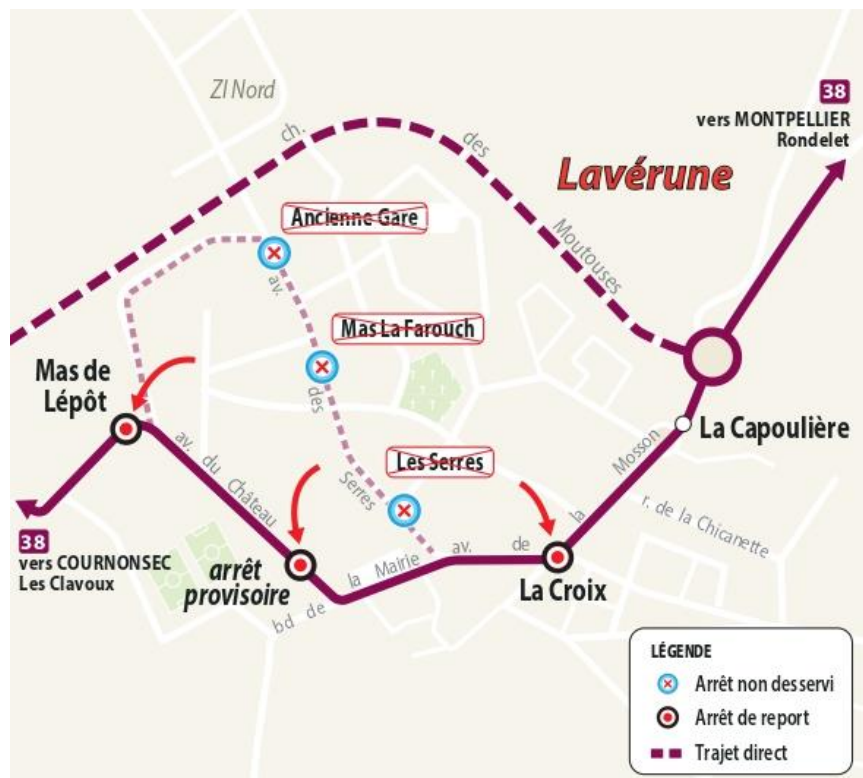 ZI Nord
38
vers MONTPELLIER
Rondelet
ch. des Moutouses
Lavérune
Ancienne Gare
av. des Serres
Mas La Farouch
Mas de
Lépôt
La Capoulière
Les Serres
av. du Château
38
vers COURNONSEC
Les Clavoux
arrêt
provisoire
bd de la Mairie
av. de la Mosson
r. de la Chicanette
La Croix
LÉGENDE
Arrêt non desservi
Arrêt de report
Trajet direct